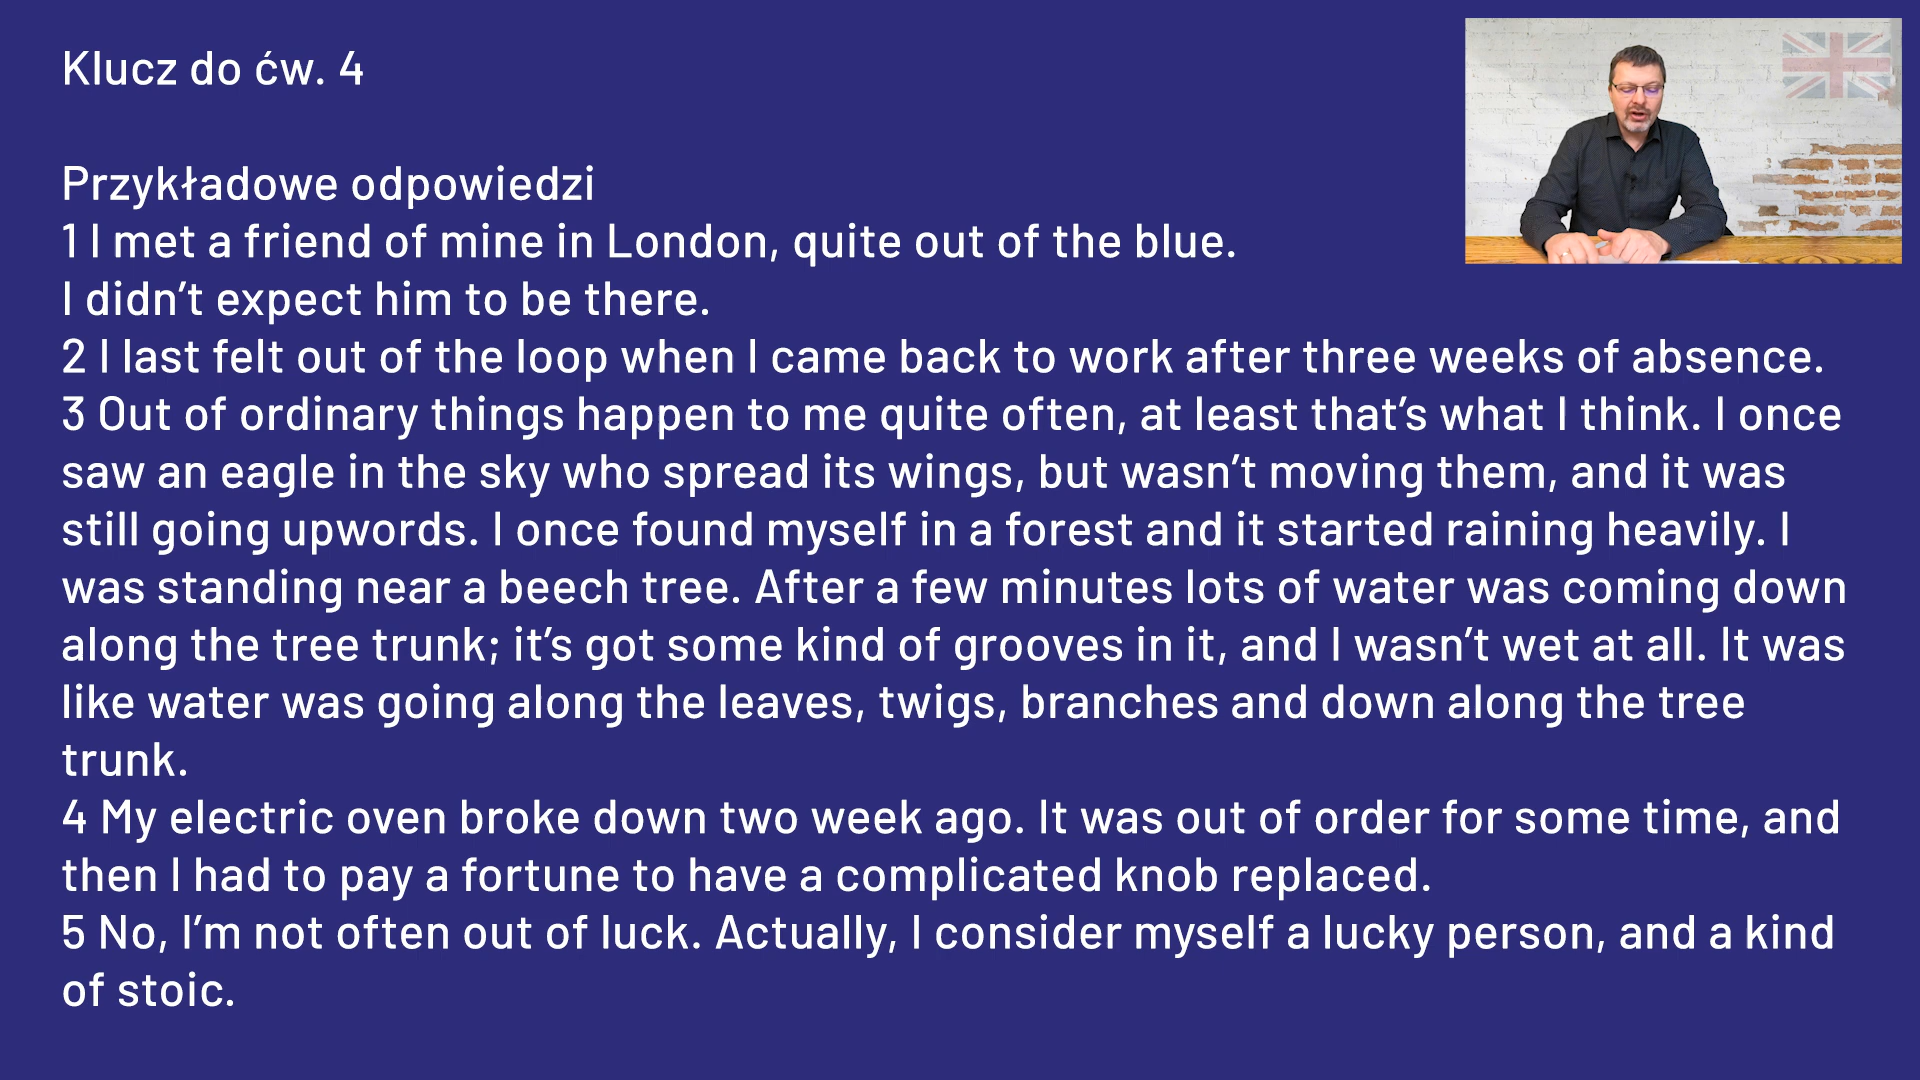 Klucz do ćw. 4
Przykładowe odpowiedzi
1 I met a friend of mine in London, quite out of the blue.
I didn’t expect him to be there.
2 I last felt out of the loop when I came back to work after three weeks of absence.
3 Out of ordinary things happen to me quite often, at least that’s what I think. I once
saw an eagle in the sky who spread its wings, but wasn’t moving them, and it was
still going upwords. I once found myself in a forest and it started raining heavily. I
was standing near a beech tree. After a few minutes lots of water was coming down
along the tree trunk; it’s got some kind of grooves in it, and I wasn’t wet at all. It was
like water was going along the leaves, twigs, branches and down along the tree
trunk.
4 My electric oven broke down two week ago. It was out of order for some time, and
then I had to pay a fortune to have a complicated knob replaced.
5 No, I’m not often out of luck. Actually, I consider myself a lucky person, and a kind
of stoic.